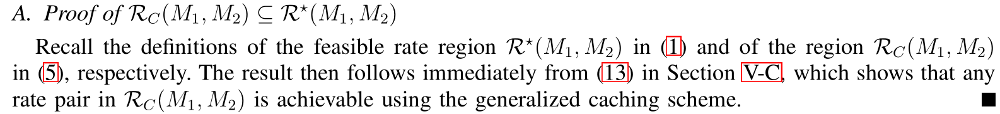 A. Proof of $\mathcal{R}_C(M_1, M_2) \subseteq \mathcal{R}^\star(M_1, M_2)$
Recall the definitions of the feasible rate region $\mathcal{R}^\star(M_1, M_2)$ in (1) and of the region $\mathcal{R}_C(M_1, M_2)$
in (5), respectively. The result then follows immediately from (13) in Section V-C, which shows that any
rate pair in $\mathcal{R}_C(M_1, M_2)$ is achievable using the generalized caching scheme. ■